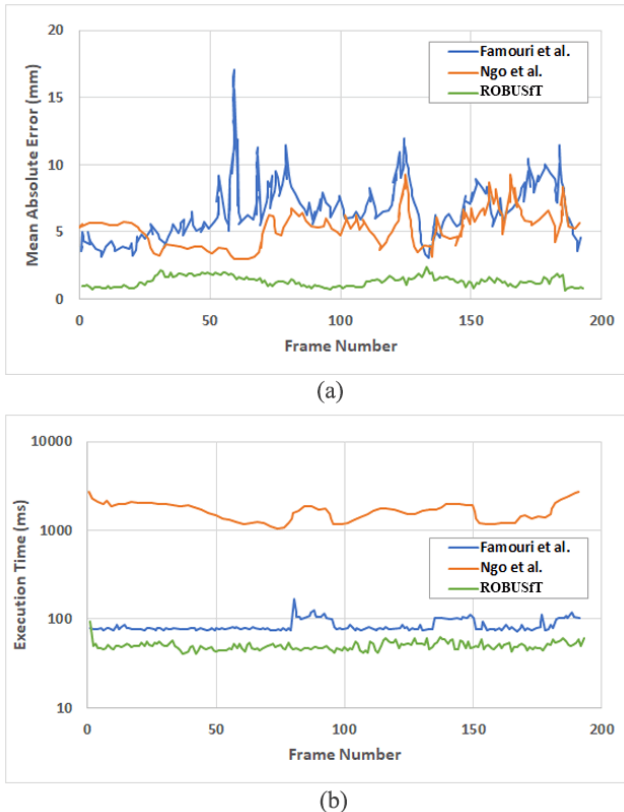 20
15
10
5
0
Mean Absolute Error (mm)
Famouri et al.
Ngo et al.
ROBUSfT
0 50 100 150 200
Frame Number
(a)
10000
1000
100
10
Execution Time (ms)
Famouri et al.
Ngo et al.
ROBUSfT
0 50 100 150 200
Frame Number
(b)